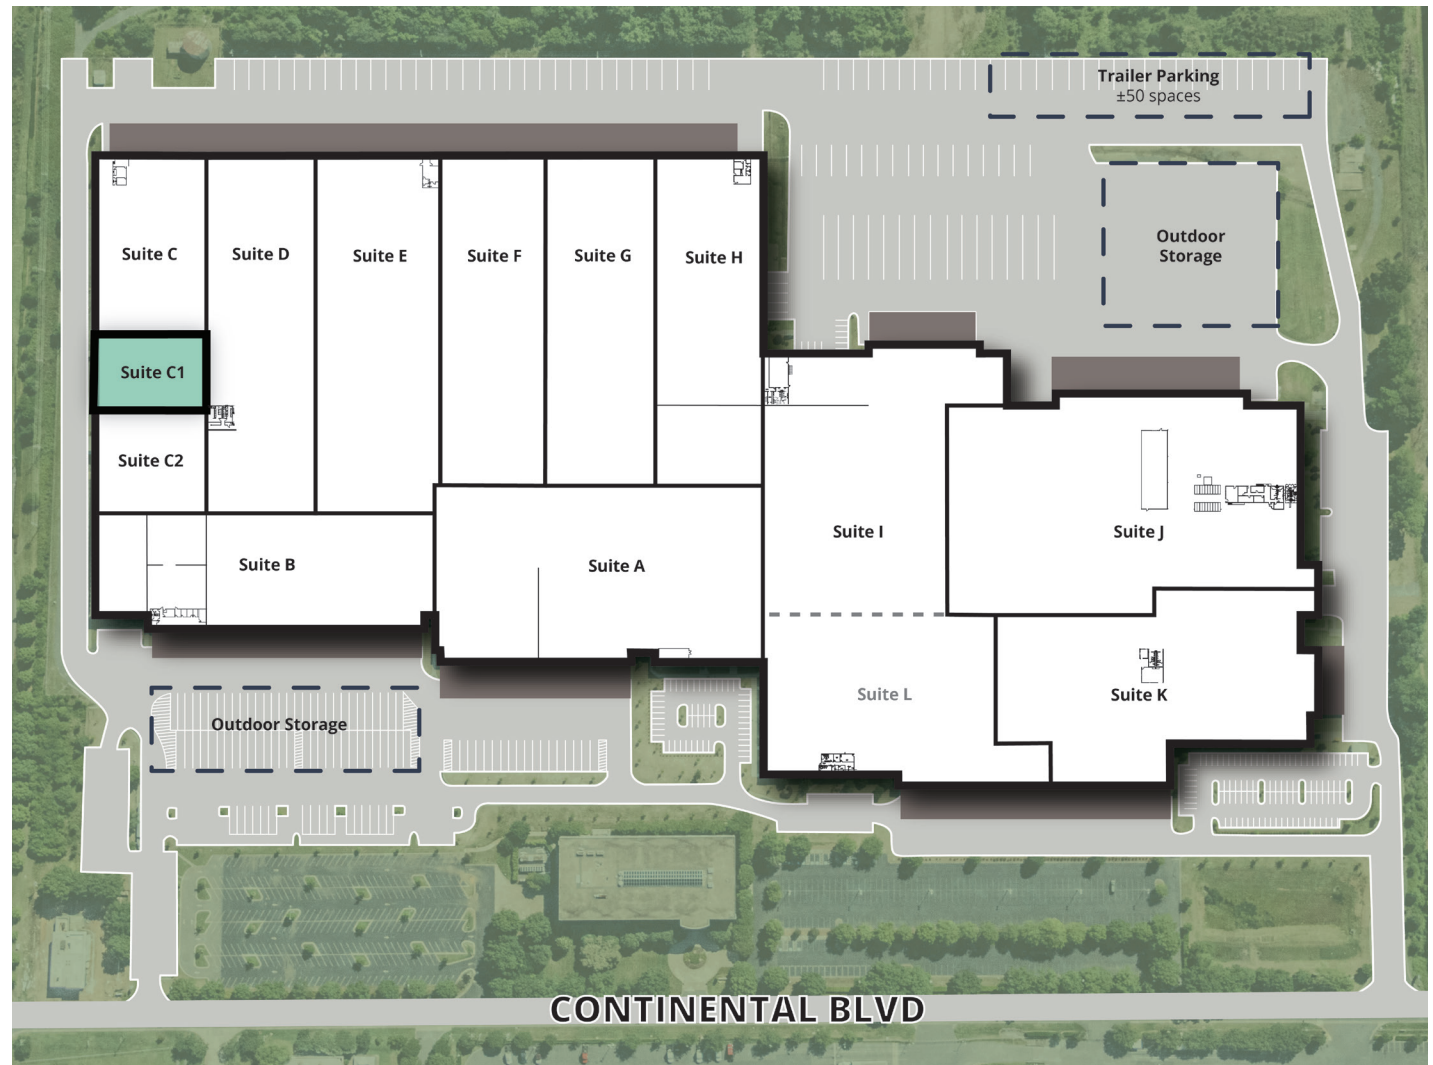 Trailer Parking
±50 spaces
Outdoor
Storage
Suite C
Suite D
Suite E
Suite F
Suite G
Suite H
Suite C1
Suite C2
Suite B
Suite A
Suite I
Suite J
Suite L
Suite K
Outdoor Storage
CONTINENTAL BLVD